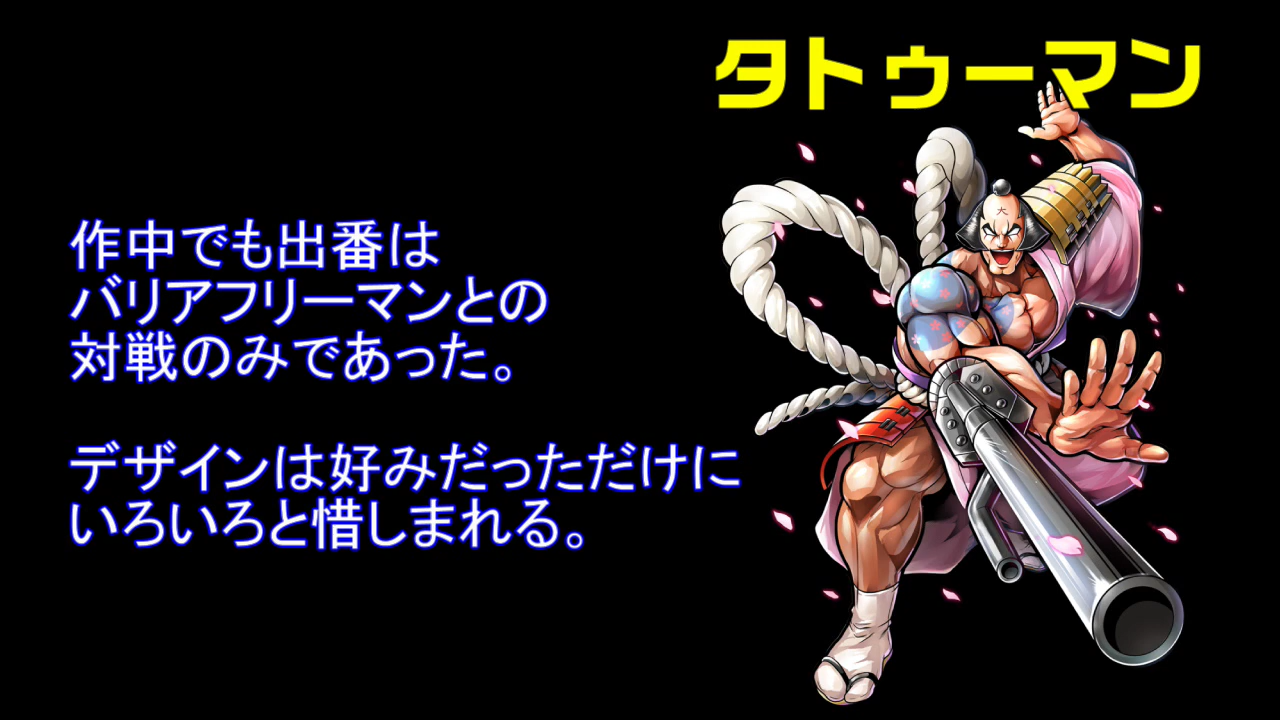 タトゥーマン
作中でも出番は
バリアフリーマンとの
対戦のみであった。
デザインは好みだっただけに
いろいろと惜しまれる。
大